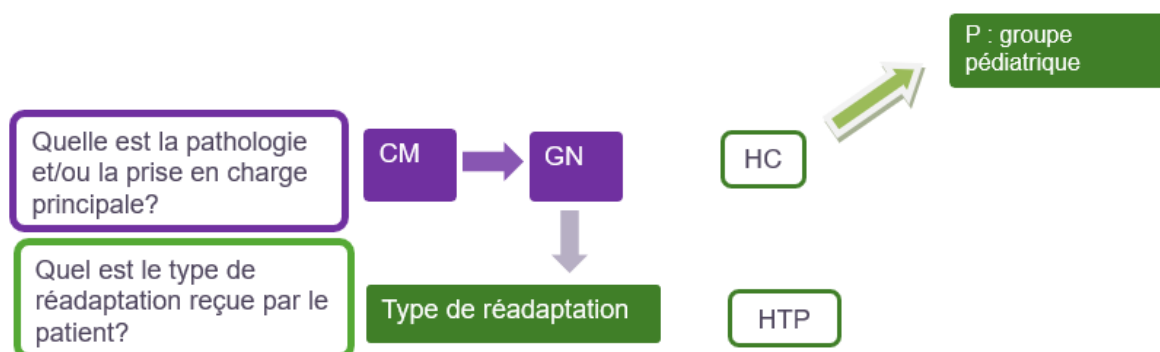 P : groupe
pédiatrique
Quelle est la pathologie
et/ou la prise en charge
principale?
CM
GN
HC
Quel est le type de
réadaptation reçue par le
patient?
Type de réadaptation
HTP